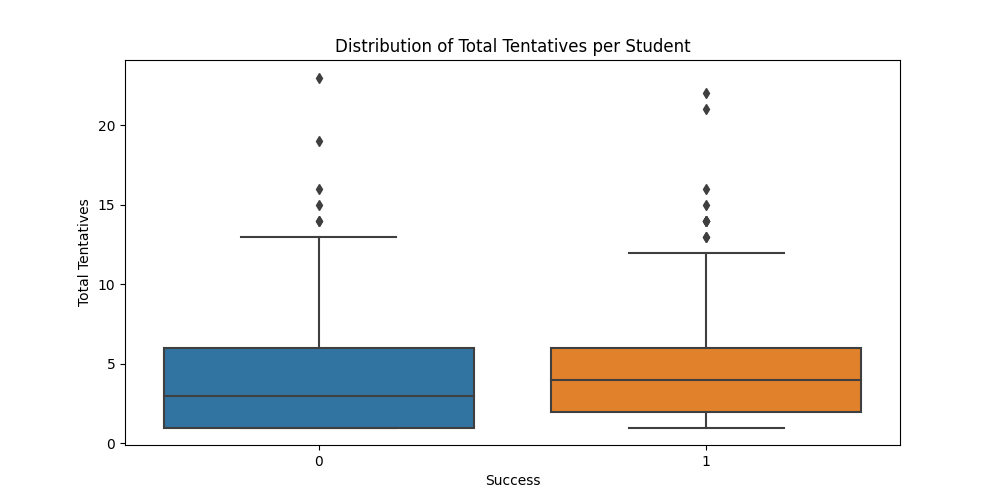 Distribution of Total Tentatives per Student
Total Tentatives
20
15
10
5
0
0 1
Success